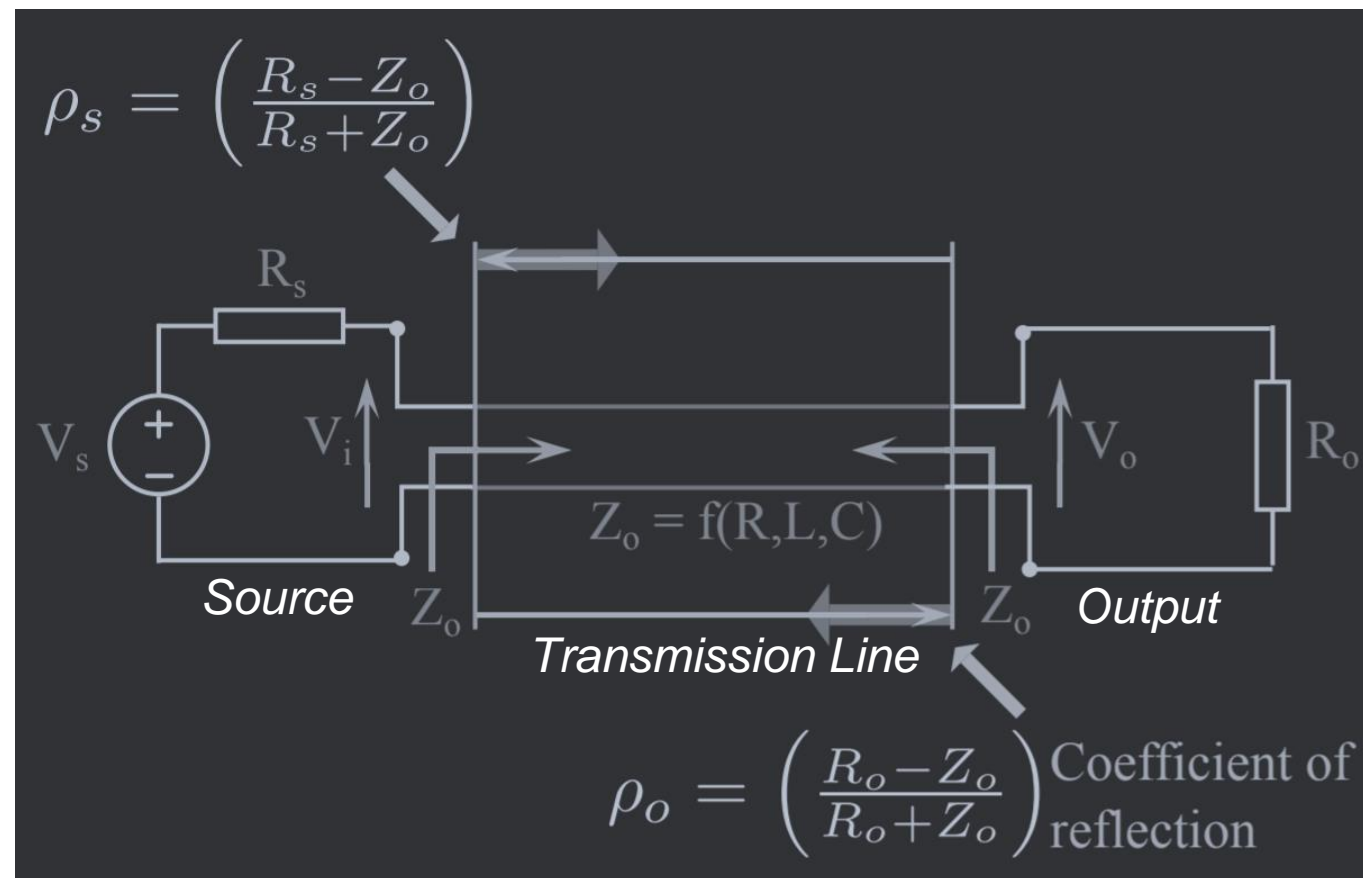 ρₛ = ( (Rₛ − Zₒ) / (Rₛ + Zₒ) )
Rₛ
Vₛ
+
−
Vᵢ
Vₒ
Rₒ
Zₒ = f(R,L,C)
Source
Zₒ
Zₒ
Output
Transmission Line
ρₒ = ( (Rₒ − Zₒ) / (Rₒ + Zₒ) )
Coefficient of
reflection